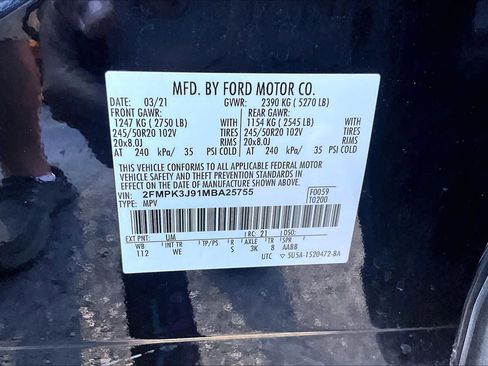 MFD. BY FORD MOTOR CO.
DATE: 03/21 GVWR: 2390 KG ( 5270 LB)
FRONT GAWR: REAR GAWR:
1247 KG ( 2750 LB) 1154 KG ( 2545 LB)
245/50R20 102V TIRES 245/50R20 102V TIRES
20x8.0J RIMS 20x8.0J RIMS
AT 240 kPa/ 35 PSI COLD AT 240 kPa/ 35 PSI COLD
THIS VEHICLE CONFORMS TO ALL APPLICABLE FEDERAL MOTOR
VEHICLE SAFETY AND THEFT PREVENTION STANDARDS IN
EFFECT ON THE DATE OF MANUFACTURE SHOWN ABOVE.
VIN: 2FMPK3J91MBA25755 F0059
TYPE: MPV T0200
EXT PNT: UM RC: 21
WB INT TR TP/PS R AXLE TR SPR
112 WE S 3K 8 AABB
UTC 5U5A-1520472-BA